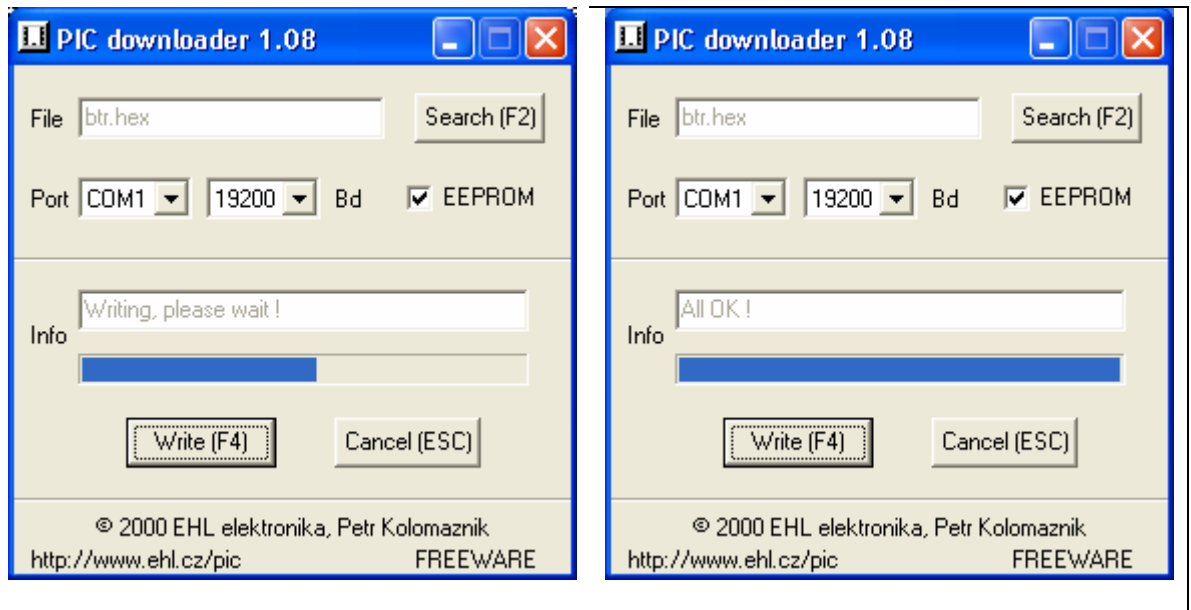 PIC downloader 1.08
File btr.hex Search (F2)
Port COM1 19200 Bd EEPROM
Writing, please wait !
Info
Write (F4) Cancel (ESC)
© 2000 EHL elektronika, Petr Kolomaznik
http://www.ehl.cz/pic FREEWARE
PIC downloader 1.08
File btr.hex Search (F2)
Port COM1 19200 Bd EEPROM
All OK !
Info
Write (F4) Cancel (ESC)
© 2000 EHL elektronika, Petr Kolomaznik
http://www.ehl.cz/pic FREEWARE